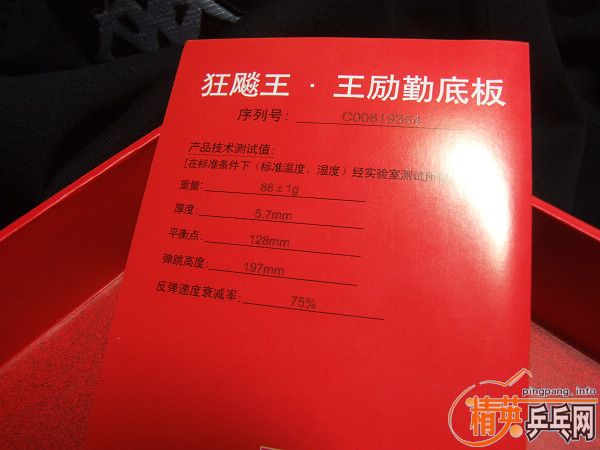 狂飚王·王励勤底板
序列号: C00819354
产品技术测试值:
[在标准条件下(标准温度、湿度)经实验室测试所
重量: 88±1g
厚度: 5.7mm
平衡点: 128mm
弹跳高度: 197mm
反弹速度衰减率: 75%
pingpang.info
精英乒乓网